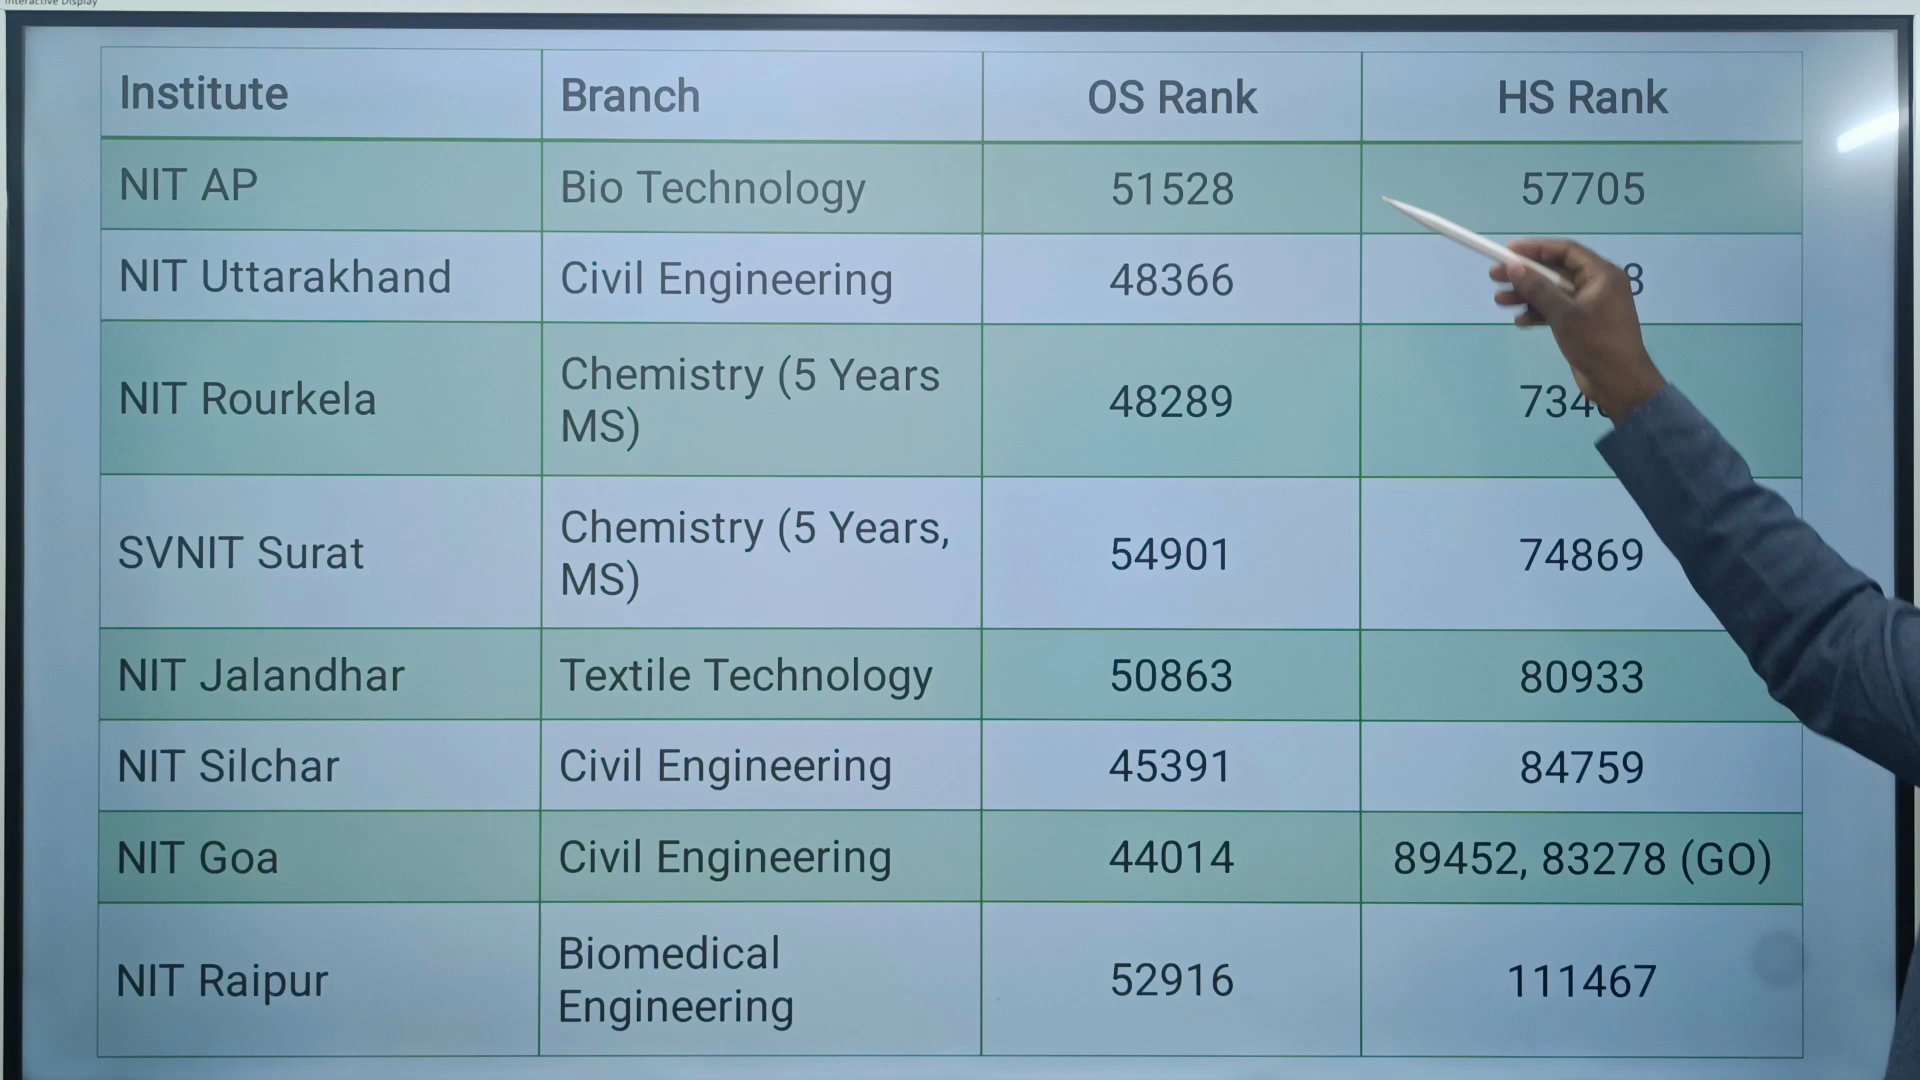 Interactive Display
Institute Branch OS Rank HS Rank
NIT AP Bio Technology 51528 57705
NIT Uttarakhand Civil Engineering 48366
NIT Rourkela Chemistry (5 Years MS) 48289
SVNIT Surat Chemistry (5 Years, MS) 54901 74869
NIT Jalandhar Textile Technology 50863 80933
NIT Silchar Civil Engineering 45391 84759
NIT Goa Civil Engineering 44014 89452, 83278 (GO)
NIT Raipur Biomedical Engineering 52916 111467